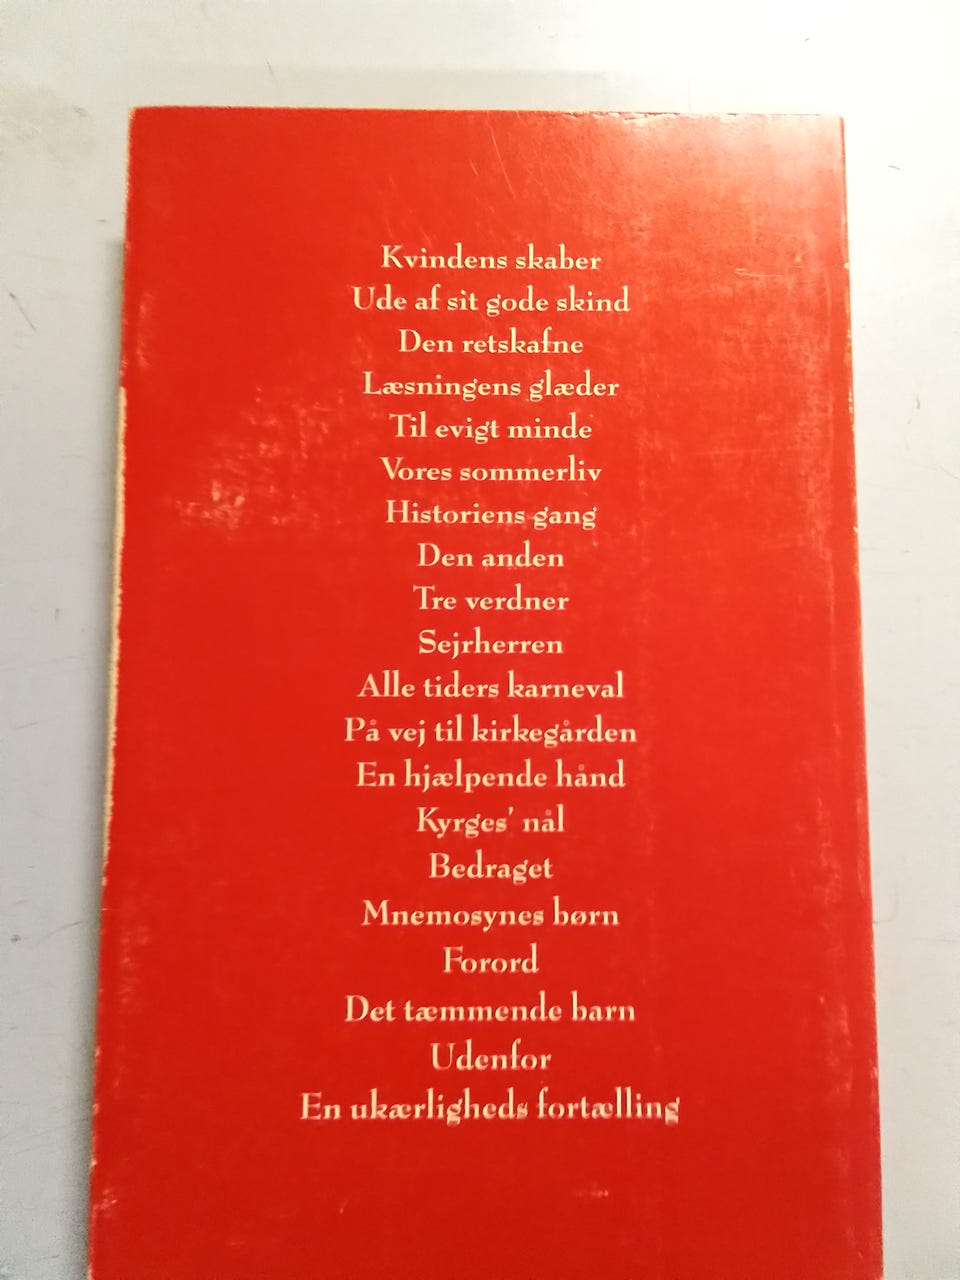 Kvindens skaber
Ude af sit gode skind
Den retskafne
Læsningens glæder
Til evigt minde
Vores sommerliv
Historiens gang
Den anden
Tre verdner
Sejrherren
Alle tiders karneval
På vej til kirkegården
En hjælpende hånd
Kyrges’ nål
Bedraget
Mnemosynes børn
Forord
Det tæmmende barn
Udenfor
En ukærligheds fortælling